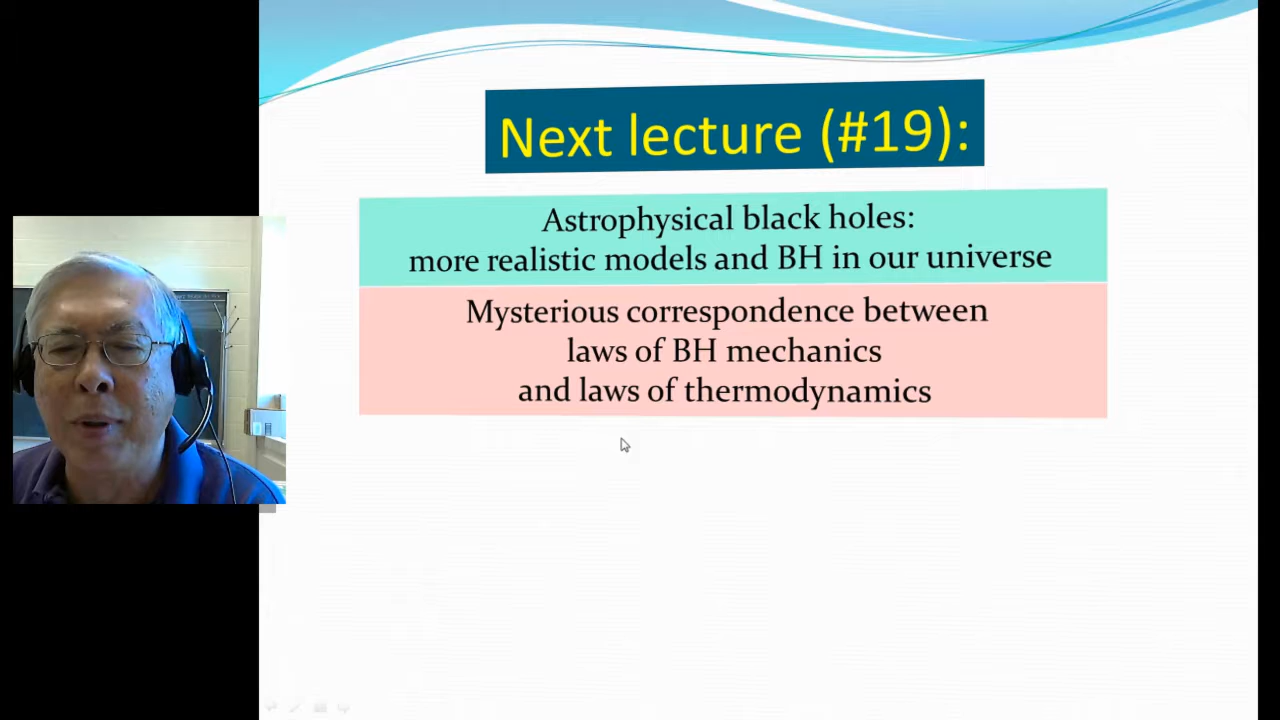 Next lecture (#19):
Astrophysical black holes:
more realistic models and BH in our universe
Mysterious correspondence between
laws of BH mechanics
and laws of thermodynamics